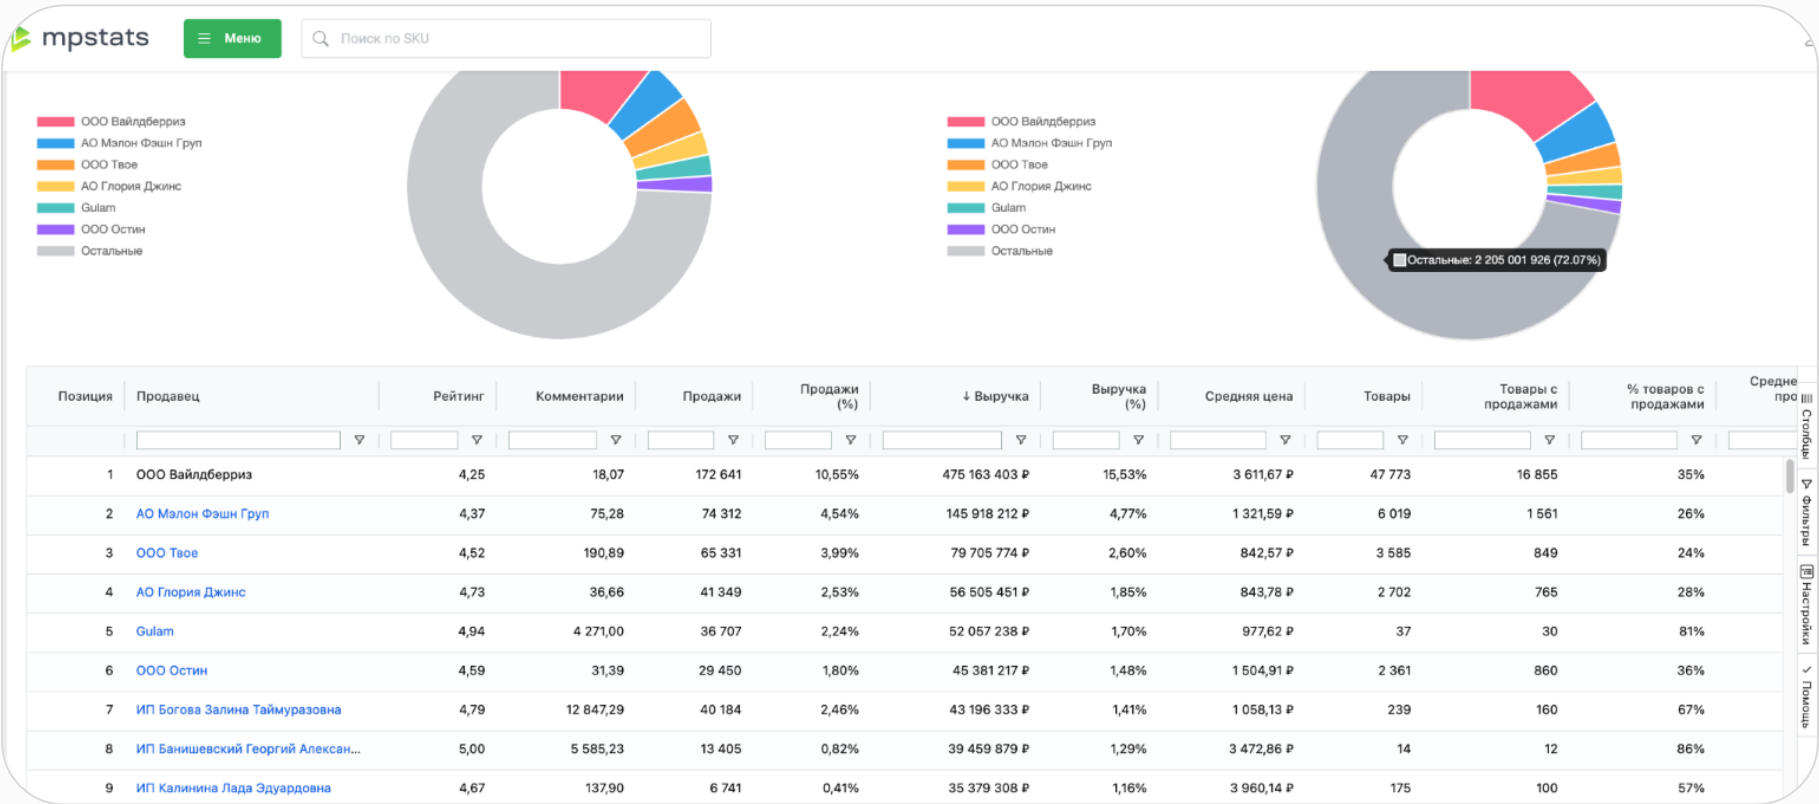 mpstats
Меню
Поиск по SKU
ООО Вайлдберриз
АО Мэлон Фэшн Груп
ООО Твое
АО Глория Джинс
Gulam
ООО Остин
Остальные
ООО Вайлдберриз
АО Мэлон Фэшн Груп
ООО Твое
АО Глория Джинс
Gulam
ООО Остин
Остальные
Остальные: 2 205 001 926 (72.07%)
Позиция Продавец Рейтинг Комментарии Продажи Продажи (%) ↓ Выручка Выручка (%) Средняя цена Товары Товары с продажами % товаров с продажами Средне про
1 ООО Вайлдберриз 4,25 18,07 172 641 10,55% 475 163 403 ₽ 15,53% 3 611,67 ₽ 47 773 16 855 35%
2 АО Мэлон Фэшн Груп 4,37 75,28 74 312 4,54% 145 918 212 ₽ 4,77% 1 321,59 ₽ 6 019 1 561 26%
3 ООО Твое 4,52 190,89 65 331 3,99% 79 705 774 ₽ 2,60% 842,57 ₽ 3 585 849 24%
4 АО Глория Джинс 4,73 36,66 41 349 2,53% 56 505 451 ₽ 1,85% 843,78 ₽ 2 702 765 28%
5 Gulam 4,94 4 271,00 36 707 2,24% 52 057 238 ₽ 1,70% 977,62 ₽ 37 30 81%
6 ООО Остин 4,59 31,39 29 450 1,80% 45 381 217 ₽ 1,48% 1 504,91 ₽ 2 361 860 36%
7 ИП Богова Залина Таймуразовна 4,79 12 847,29 40 184 2,46% 43 196 333 ₽ 1,41% 1 058,13 ₽ 239 160 67%
8 ИП Банишевский Георгий Алексан... 5,00 5 585,23 13 405 0,82% 39 459 879 ₽ 1,29% 3 472,86 ₽ 14 12 86%
9 ИП Калинина Лада Эдуардовна 4,67 137,90 6 741 0,41% 35 379 308 ₽ 1,16% 3 960,14 ₽ 175 100 57%
Столбцы
Фильтры
Настройки
Помощь